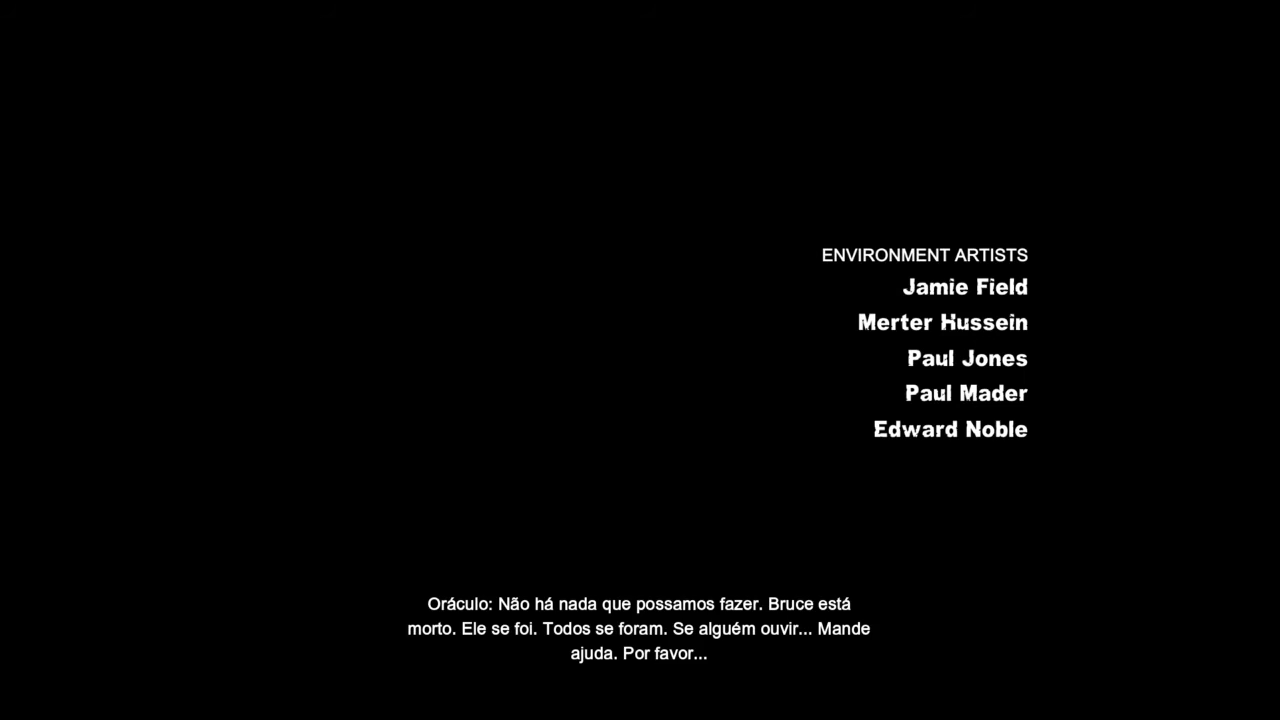 ENVIRONMENT ARTISTS
Jamie Field
Merter Hussein
Paul Jones
Paul Mader
Edward Noble
Oráculo: Não há nada que possamos fazer. Bruce está
morto. Ele se foi. Todos se foram. Se alguém ouvir... Mande
ajuda. Por favor...